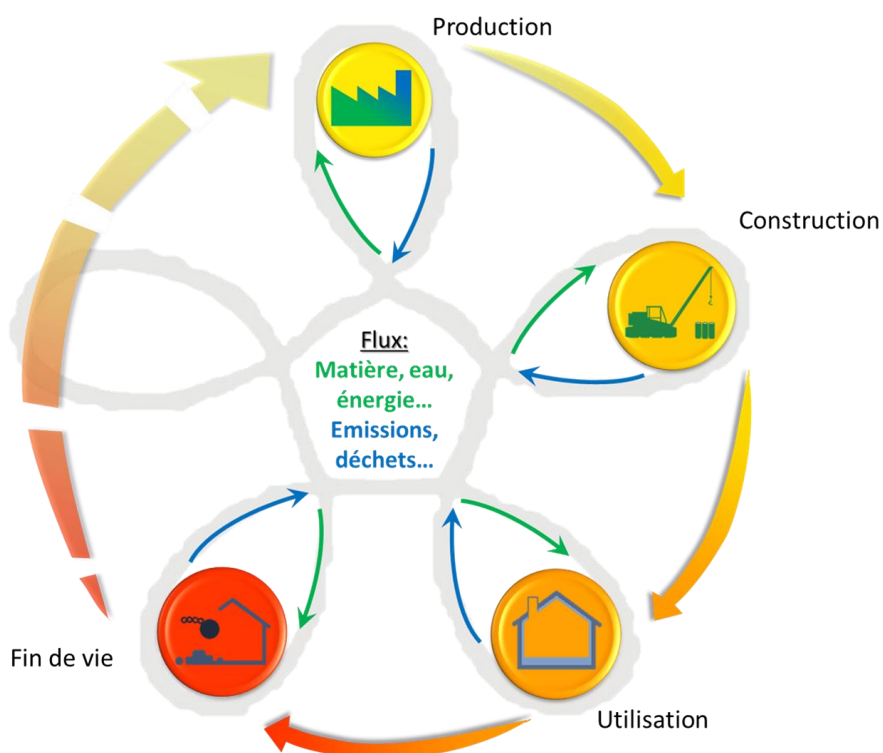 Production
Construction
Flux:
Matière, eau,
énergie...
Emissions,
déchets...
Fin de vie
Utilisation